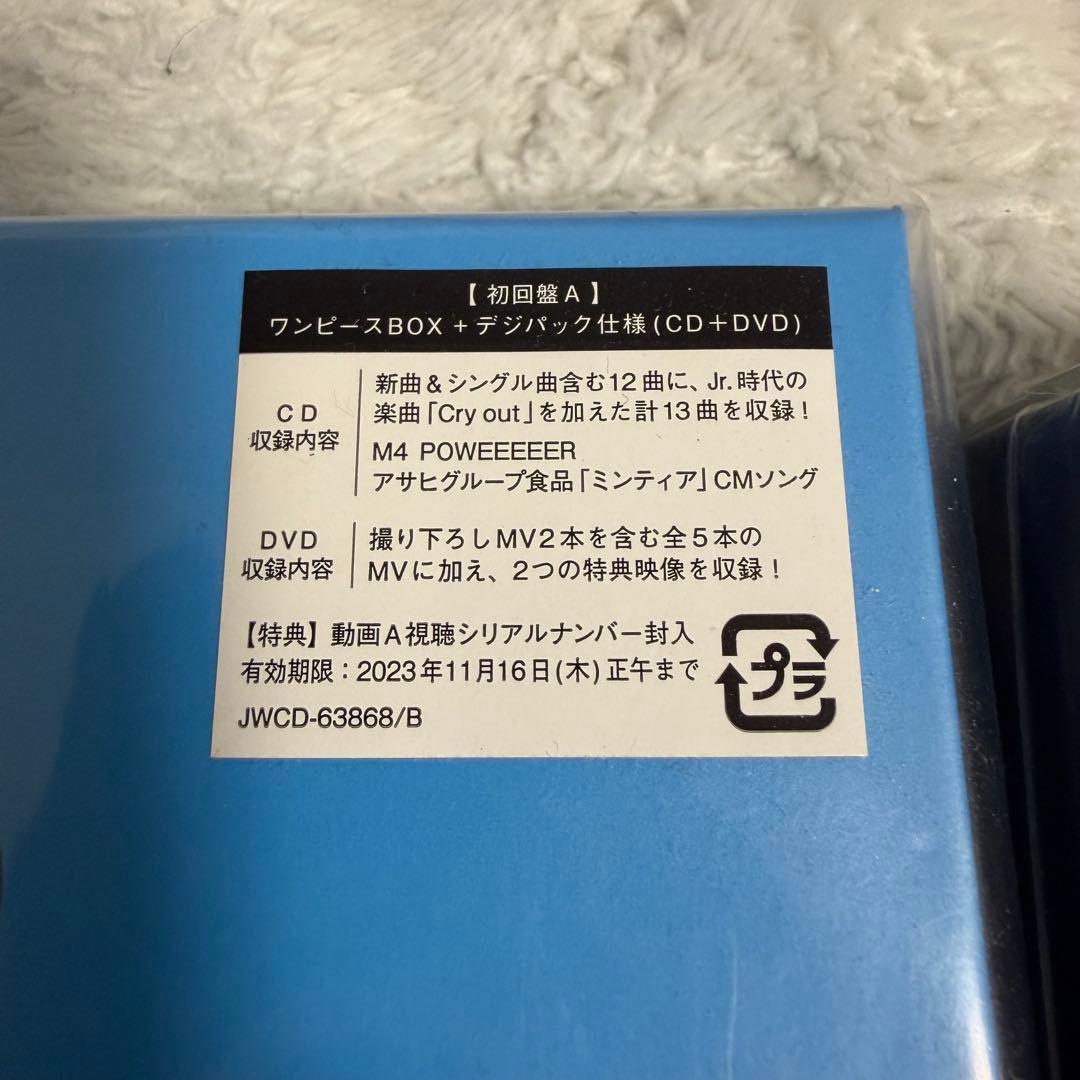 【初回盤A】
ワンピースBOX + デジパック仕様(CD+DVD)
CD
収録内容
新曲&シングル曲含む12曲に、Jr.時代の
楽曲「Cry out」を加えた計13曲を収録!
M4 POWEEEEER
アサヒグループ食品「ミンティア」CMソング
DVD
収録内容
撮り下ろしMV2本を含む全5本の
MVに加え、2つの特典映像を収録!
【特典】動画A視聴シリアルナンバー封入
有効期限:2023年11月16日(木)正午まで
プラ
JWCD-63868/B